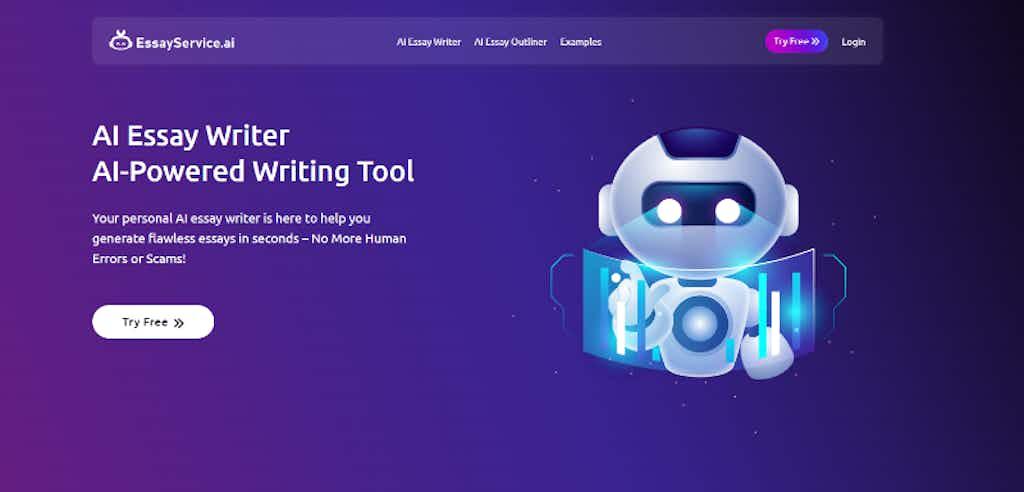 EssayService.ai
AI Essay Writer
AI Essay Outliner
Examples
Try Free
Login
AI Essay Writer
AI-Powered Writing Tool
Your personal AI essay writer is here to help you
generate flawless essays in seconds – No More Human
Errors or Scams!
Try Free